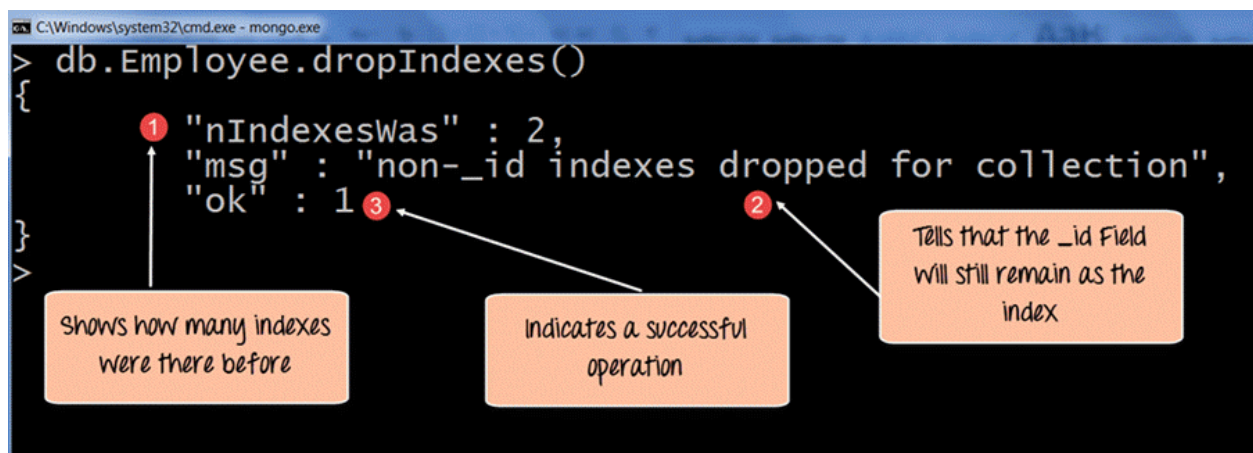 C:\Windows\system32\cmd.exe - mongo.exe
> db.Employee.dropIndexes()
{
1 "nIndexesWas" : 2,
"msg" : "non-_id indexes dropped for collection",
"ok" : 1 3 2
}
>
Shows how many indexes
were there before
Indicates a successful
operation
Tells that the _id Field
will still remain as the
index